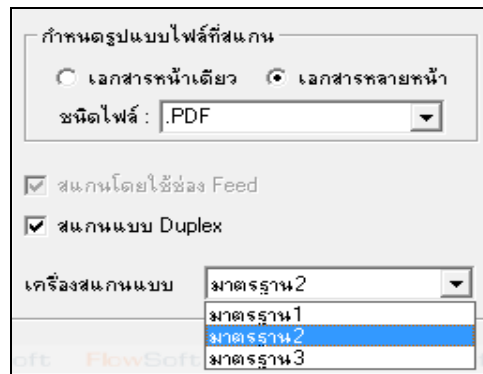 กำหนดรูปแบบไฟล์ที่สแกน
เอกสารหน้าเดียว เอกสารหลายหน้า
ชนิดไฟล์ : .PDF
สแกนโดยใช้ช่อง Feed
สแกนแบบ Duplex
เครื่องสแกนแบบ มาตรฐาน2
มาตรฐาน1
มาตรฐาน2
มาตรฐาน3
oft FlowSoft